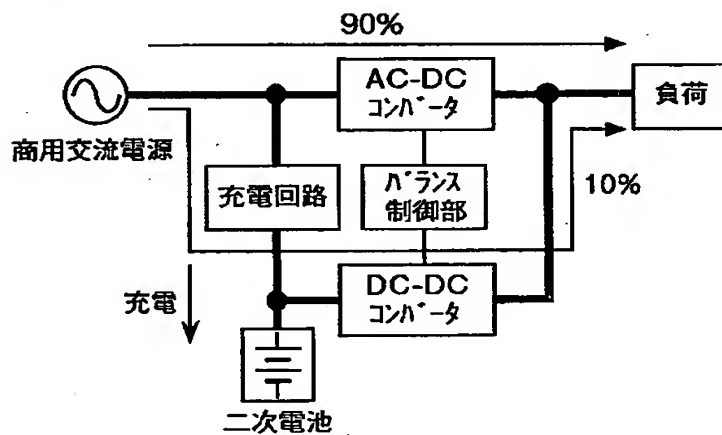 90%
AC-DC
コンバータ
負荷
商用交流電源
充電回路
バランス
制御部
10%
充電
DC-DC
コンバータ
二次電池